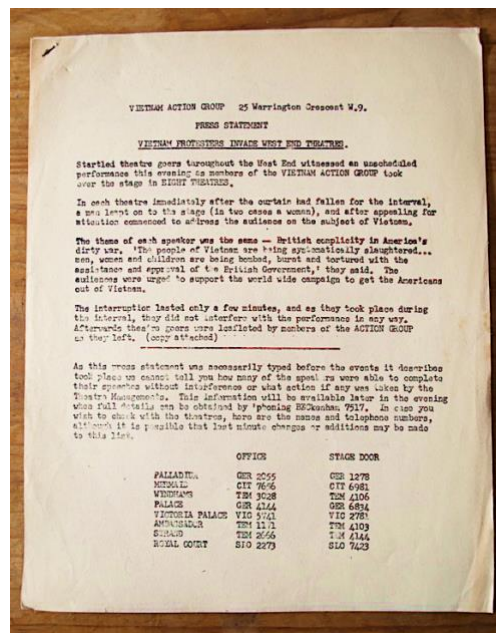 VIETNAM ACTION GROUP 25 Warrington Crescent W.9.
PRESS STATEMENT
VIETNAM PROTESTERS INVADE WEST END THEATRES.
Startled theatre goers throughout the West End witnessed an unscheduled
performance this evening as members of the VIETNAM ACTION GROUP took
over the stage in EIGHT THEATRES.
In each theatre immediately after the curtain had fallen for the interval,
a man leapt on to the stage (in two cases a woman), and after appealing for
attention commenced to address the audience on the subject of Vietnam.
The theme of each speaker was the same — British complicity in America's
dirty war. 'The people of Vietnam are being systematically slaughtered...
men, women and children are being bombed, burnt and tortured with the
assistance and approval of the British Government,' they said. The
audiences were urged to support the world wide campaign to get the Americans
out of Vietnam.
The interruption lasted only a few minutes, and as they took place during
the interval, they did not interfere with the performance in any way.
Afterwards theatre goers were leafleted by members of the ACTION GROUP
as they left. (copy attached)
As this press statement was necessarily typed before the events it describes
took place we cannot tell you how many of the speakers were able to complete
their speeches without interference or what action if any was taken by the
Theatre Managements. This information will be available later in the evening
when full details can be obtained by 'phoning BECkenham 7517. In case you
wish to check with the theatres, here are the names and telephone numbers,
although it is possible that last minute changes or additions may be made
to this list.
OFFICE STAGE DOOR
PALLADIUM GER 2055 GER 1278
MERMAID CIT 7656 CIT 6981
WINDHAMS TEM 3028 TEM 4106
PALACE GER 4144 GER 6834
VICTORIA PALACE VIC 5741 VIC 2781
AMBASSADOR TEM 1171 TEM 4103
STRAND TEM 2656 TEM 4144
ROYAL COURT SLO 2273 SLO 7423